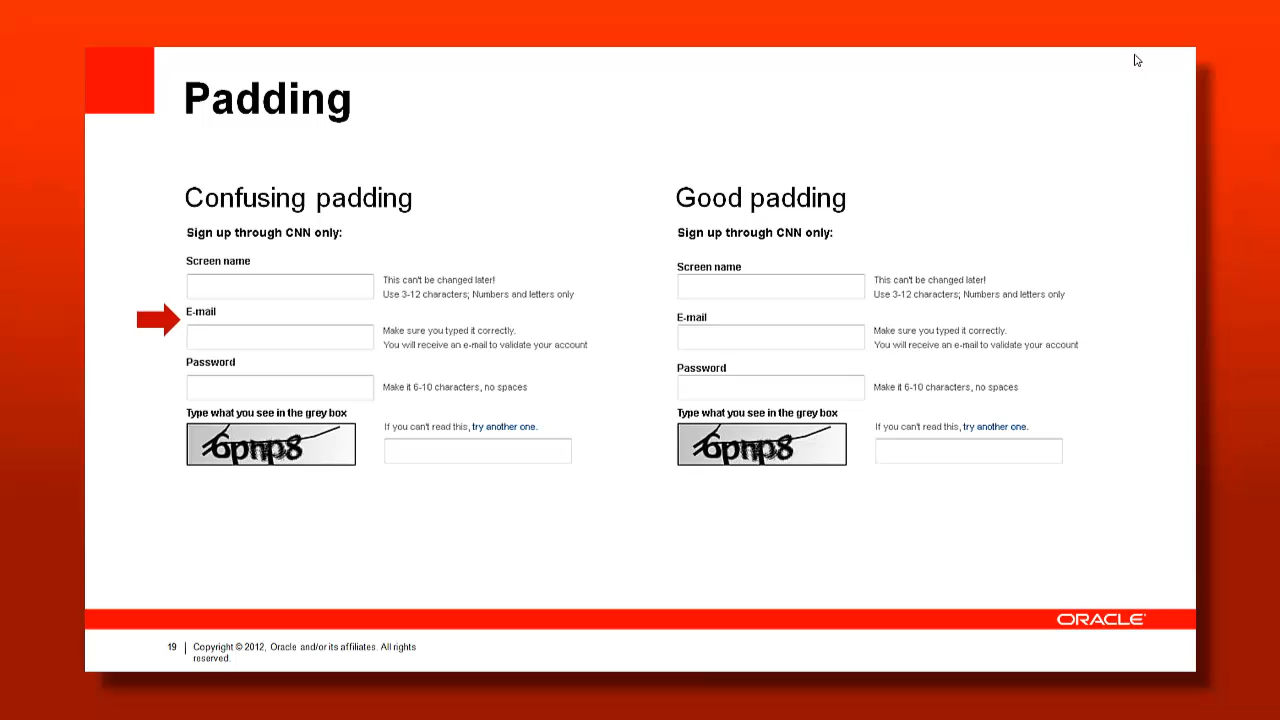 Padding
Confusing padding
Sign up through CNN only:
Screen name
This can't be changed later!
Use 3-12 characters; Numbers and letters only
E-mail
Make sure you typed it correctly.
You will receive an e-mail to validate your account
Password
Make it 6-10 characters, no spaces
Type what you see in the grey box
If you can't read this, try another one.
6pnp8
Good padding
Sign up through CNN only:
Screen name
This can't be changed later!
Use 3-12 characters; Numbers and letters only
E-mail
Make sure you typed it correctly.
You will receive an e-mail to validate your account
Password
Make it 6-10 characters, no spaces
Type what you see in the grey box
If you can't read this, try another one.
6pnp8
ORACLE
19 | Copyright © 2012, Oracle and/or its affiliates. All rights
reserved.